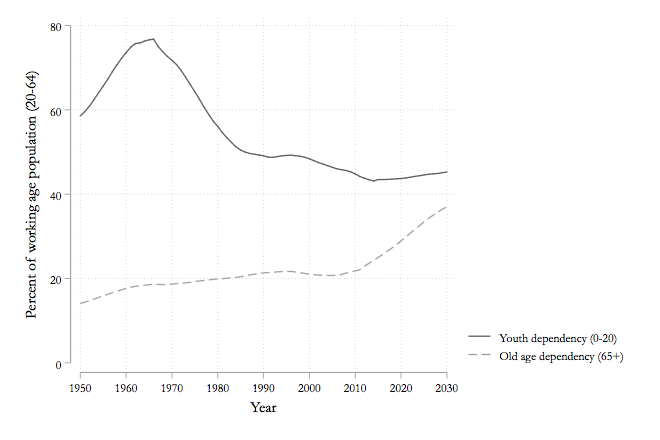 80
60
40
20
0
Percent of working age population (20-64)
1950 1960 1970 1980 1990 2000 2010 2020 2030
Year
Youth dependency (0-20)
Old age dependency (65+)